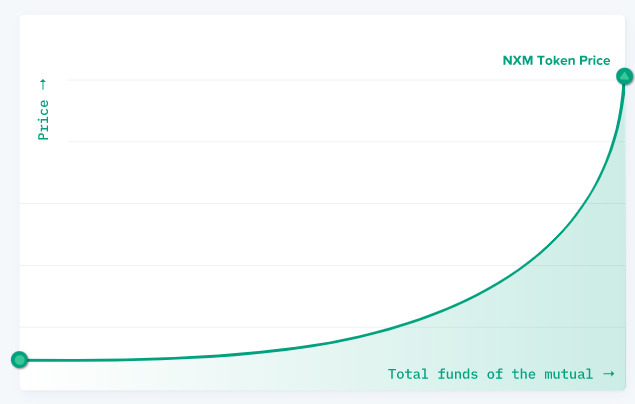 NXM Token Price
Price →
Total funds of the mutual →